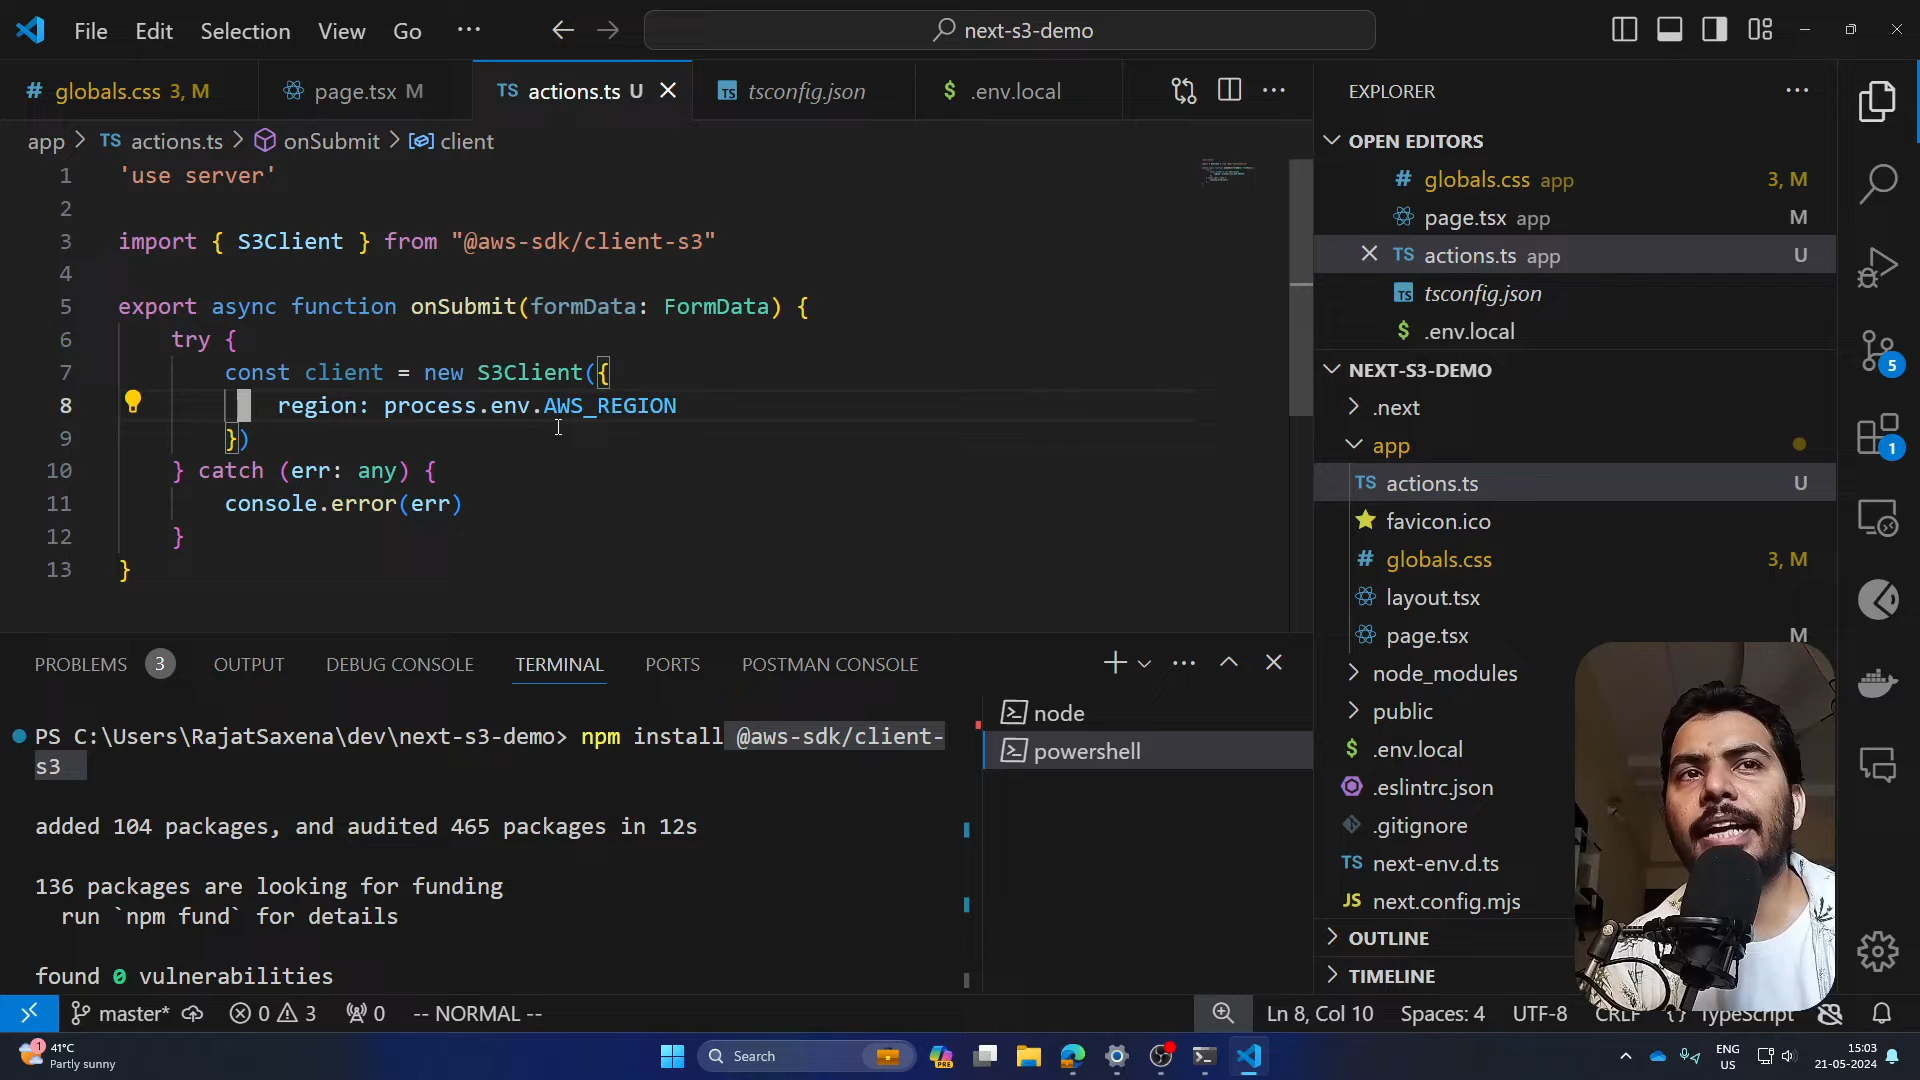 File Edit Selection View Go ··· next-s3-demo
globals.css 3, M page.tsx M actions.ts U tsconfig.json .env.local
app > TS actions.ts > onSubmit > client
1 'use server'
2
3 import { S3Client } from "@aws-sdk/client-s3"
4
5 export async function onSubmit(formData: FormData) {
6 try {
7 const client = new S3Client({
8 region: process.env.AWS_REGION
9 })
10 } catch (err: any) {
11 console.error(err)
12 }
13 }
PROBLEMS 3 OUTPUT DEBUG CONSOLE TERMINAL PORTS POSTMAN CONSOLE
PS C:\Users\RajatSaxena\dev\next-s3-demo> npm install @aws-sdk/client-
s3
added 104 packages, and audited 465 packages in 12s
136 packages are looking for funding
run `npm fund` for details
found 0 vulnerabilities
node
powershell
EXPLORER
OPEN EDITORS
# globals.css app 3, M
page.tsx app M
TS actions.ts app U
TS tsconfig.json
$ .env.local
NEXT-S3-DEMO
.next
app
TS actions.ts U
favicon.ico
# globals.css 3, M
layout.tsx
page.tsx M
node_modules
public
$ .env.local
.eslintrc.json
.gitignore
TS next-env.d.ts
JS next.config.mjs
OUTLINE
TIMELINE
5
1
master* 0 3 0 -- NORMAL -- Ln 8, Col 10 Spaces: 4 UTF-8 CRLF {} TypeScript
1 41°C
Partly sunny
Search
PRE
ENG
US
15:03
21-05-2024